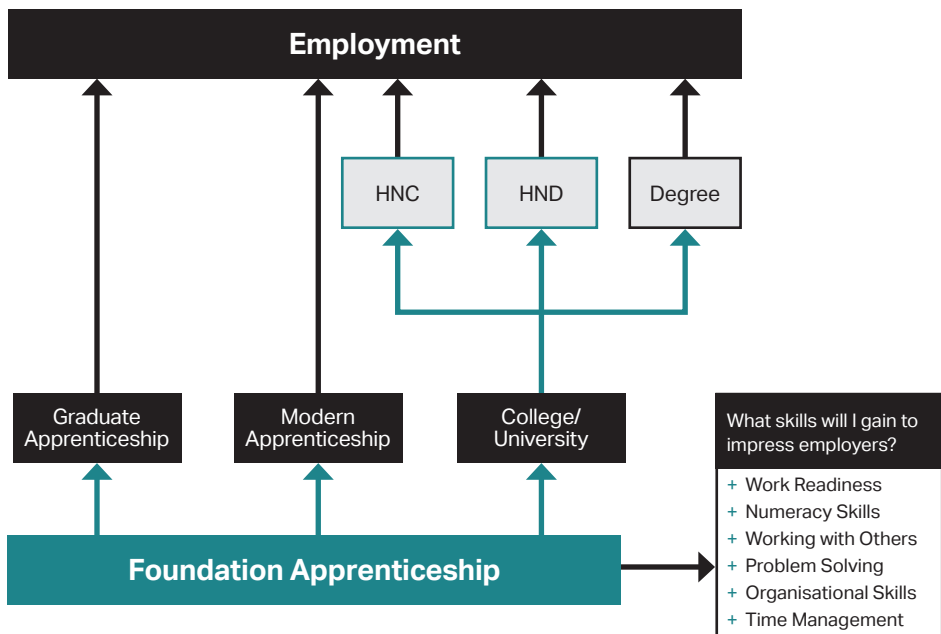 Employment
HNC
HND
Degree
Graduate
Apprenticeship
Modern
Apprenticeship
College/
University
Foundation Apprenticeship
What skills will I gain to
impress employers?
+ Work Readiness
+ Numeracy Skills
+ Working with Others
+ Problem Solving
+ Organisational Skills
+ Time Management